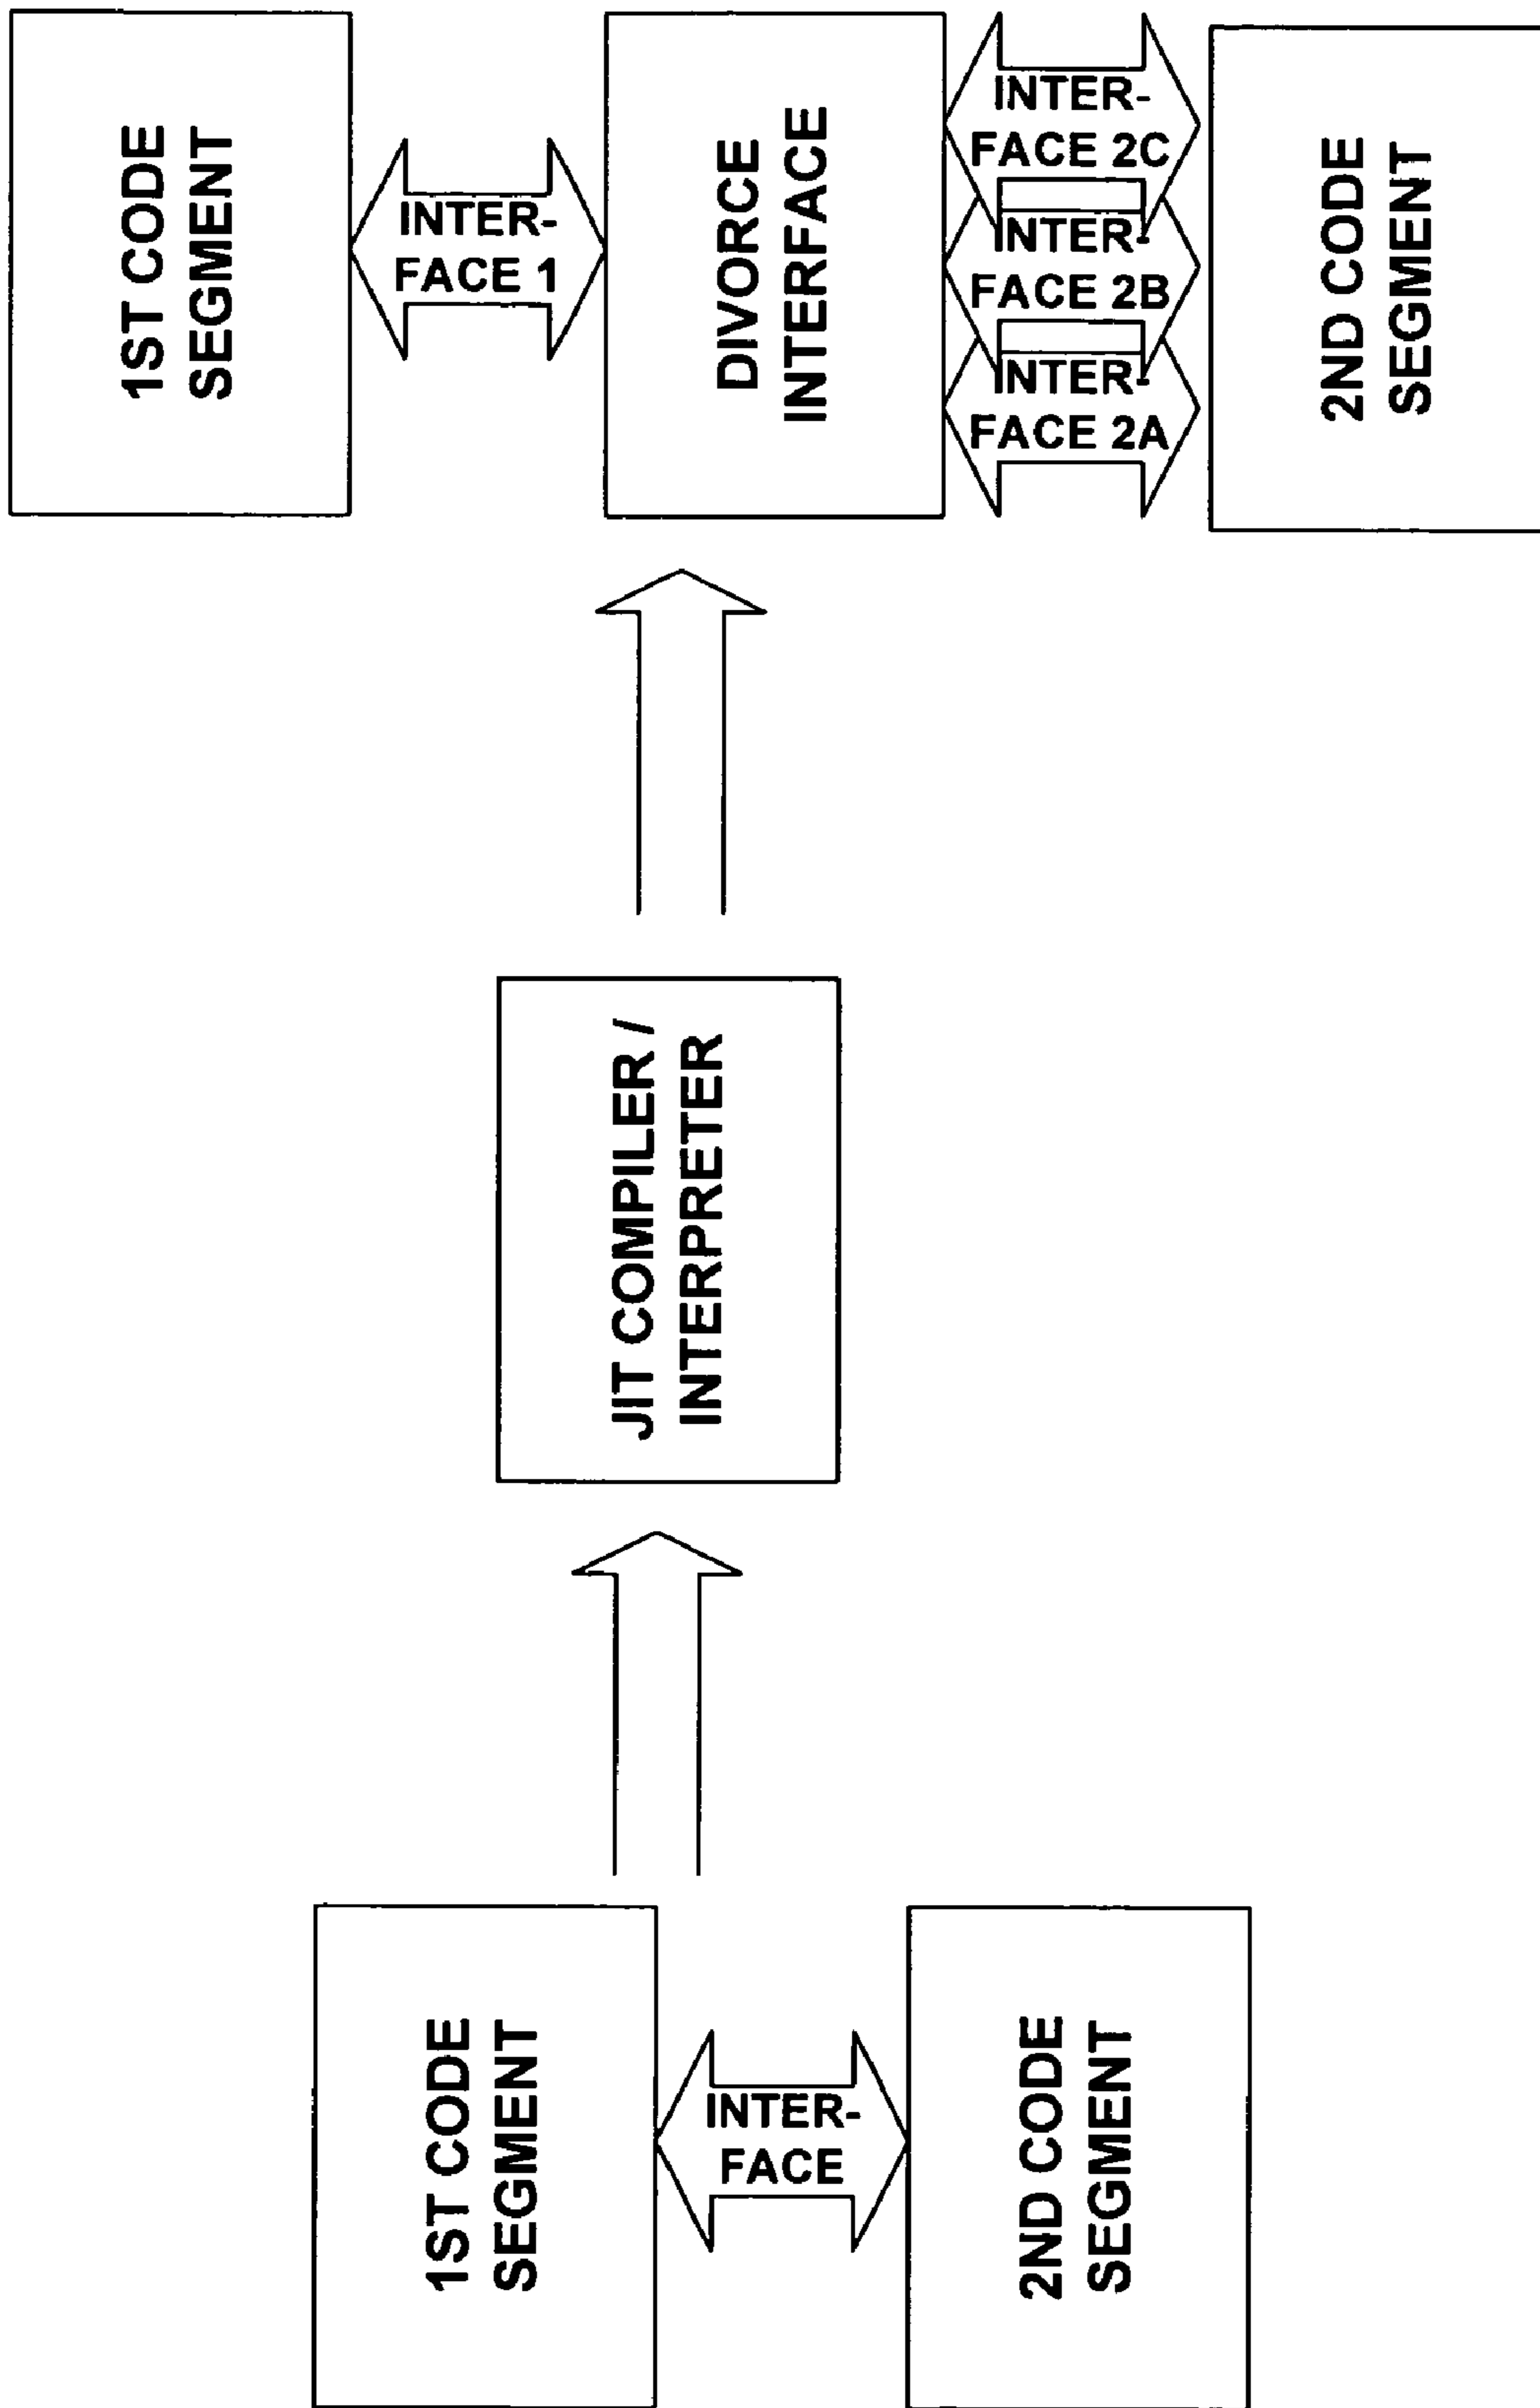 1ST CODE
SEGMENT
INTER-
FACE 1
DIVORCE
INTERFACE
INTER-
FACE 2C
INTER-
FACE 2B
INTER-
FACE 2A
2ND CODE
SEGMENT
JIT COMPILER /
INTERPRETER
1ST CODE
SEGMENT
INTER-
FACE
2ND CODE
SEGMENT